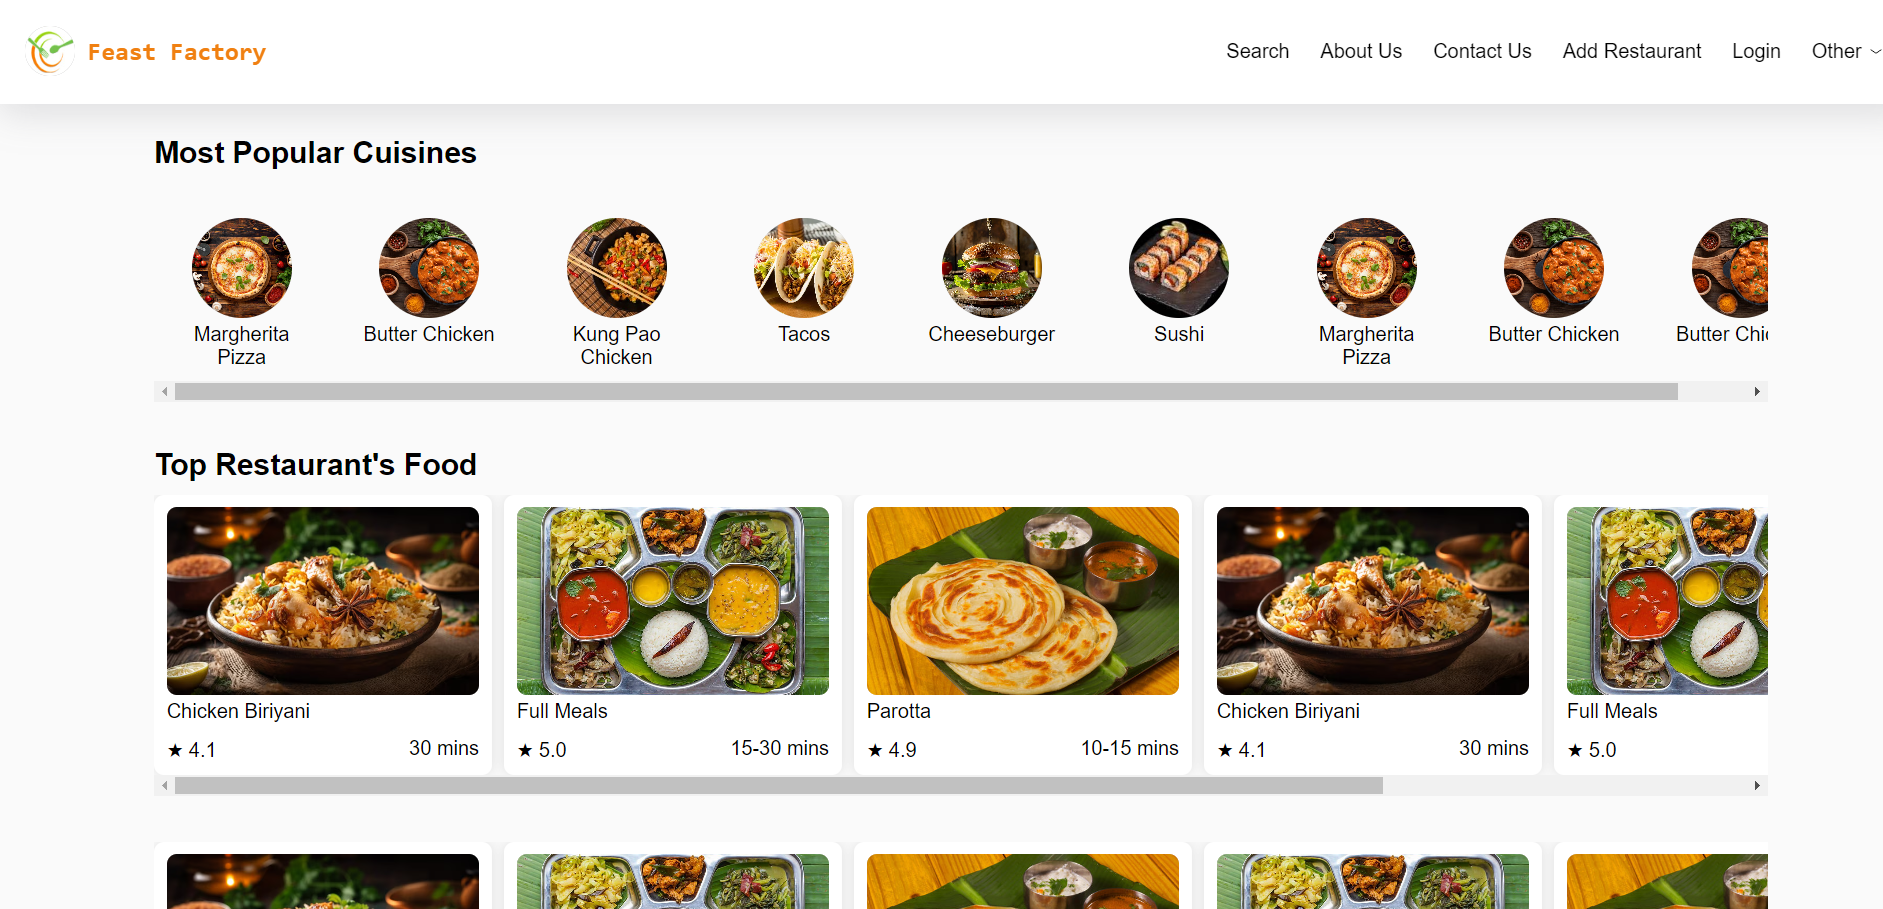 Feast Factory
Search About Us Contact Us Add Restaurant Login Other
Most Popular Cuisines
Margherita Pizza
Butter Chicken
Kung Pao Chicken
Tacos
Cheeseburger
Sushi
Margherita Pizza
Butter Chicken
Butter Chic
Top Restaurant's Food
Chicken Biriyani
★ 4.1 30 mins
Full Meals
★ 5.0 15-30 mins
Parotta
★ 4.9 10-15 mins
Chicken Biriyani
★ 4.1 30 mins
Full Meals
★ 5.0